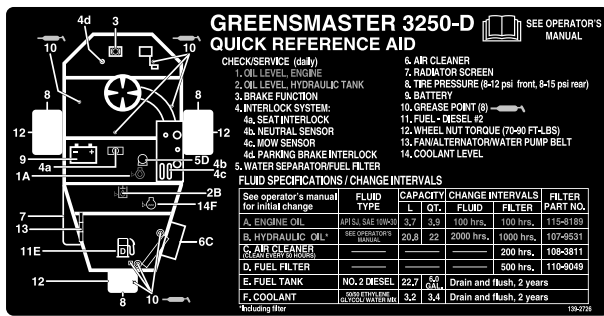 GREENSMASTER 3250-D
QUICK REFERENCE AID
SEE OPERATOR'S
MANUAL
CHECK/SERVICE (daily)
1. OIL LEVEL, ENGINE
2. OIL LEVEL, HYDRAULIC TANK
3. BRAKE FUNCTION
4. INTERLOCK SYSTEM:
4a. SEAT INTERLOCK
4b. NEUTRAL SENSOR
4c. MOW SENSOR
4d. PARKING BRAKE INTERLOCK
5. WATER SEPARATOR/FUEL FILTER
6. AIR CLEANER
7. RADIATOR SCREEN
8. TIRE PRESSURE (8-12 psi front, 8-15 psi rear)
9. BATTERY
10. GREASE POINT (8)
11. FUEL - DIESEL #2
12. WHEEL NUT TORQUE (70-90 FT-LBS)
13. FAN/ALTERNATOR/WATER PUMP BELT
14. COOLANT LEVEL
4d
3
10
10
8
8
12
12
9
4a
1A
5D
4b
4c
2B
14F
7
13
11E
6C
12
8
10
FLUID SPECIFICATIONS / CHANGE INTERVALS
See operator's manual for initial change FLUID TYPE CAPACITY L QT. CHANGE INTERVALS FLUID FILTER FILTER PART NO.
A. ENGINE OIL API SJ, SAE 10W-30 3,7 3,9 100 hrs. 100 hrs. 115-8189
B. HYDRAULIC OIL* SEE OPERATOR'S MANUAL 20,8 22 2000 hrs. 1000 hrs. 107-9531
C. AIR CLEANER (CLEAN EVERY 50 HOURS) 200 hrs. 108-3811
D. FUEL FILTER 500 hrs. 110-9049
E. FUEL TANK NO. 2 DIESEL 22,7 6.0 GAL. Drain and flush, 2 years
F. COOLANT 50/50 ETHYLENE GLYCOL/ WATER MIX 3,2 3,4 Drain and flush, 2 years
*Including filter
139-2726